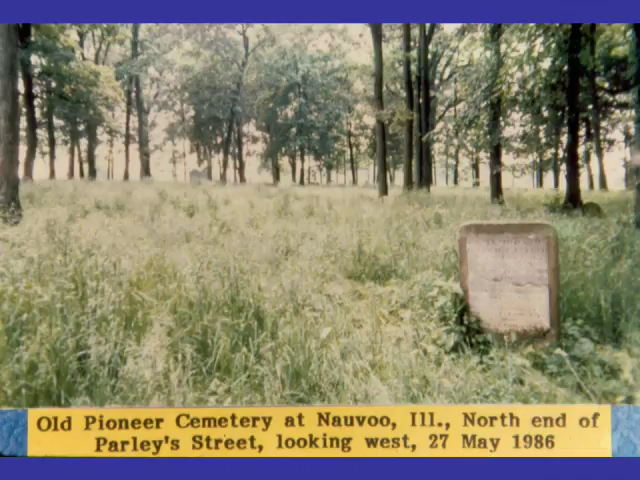 Old Pioneer Cemetery at Nauvoo, Ill., North end of
Parley's Street, looking west, 27 May 1986